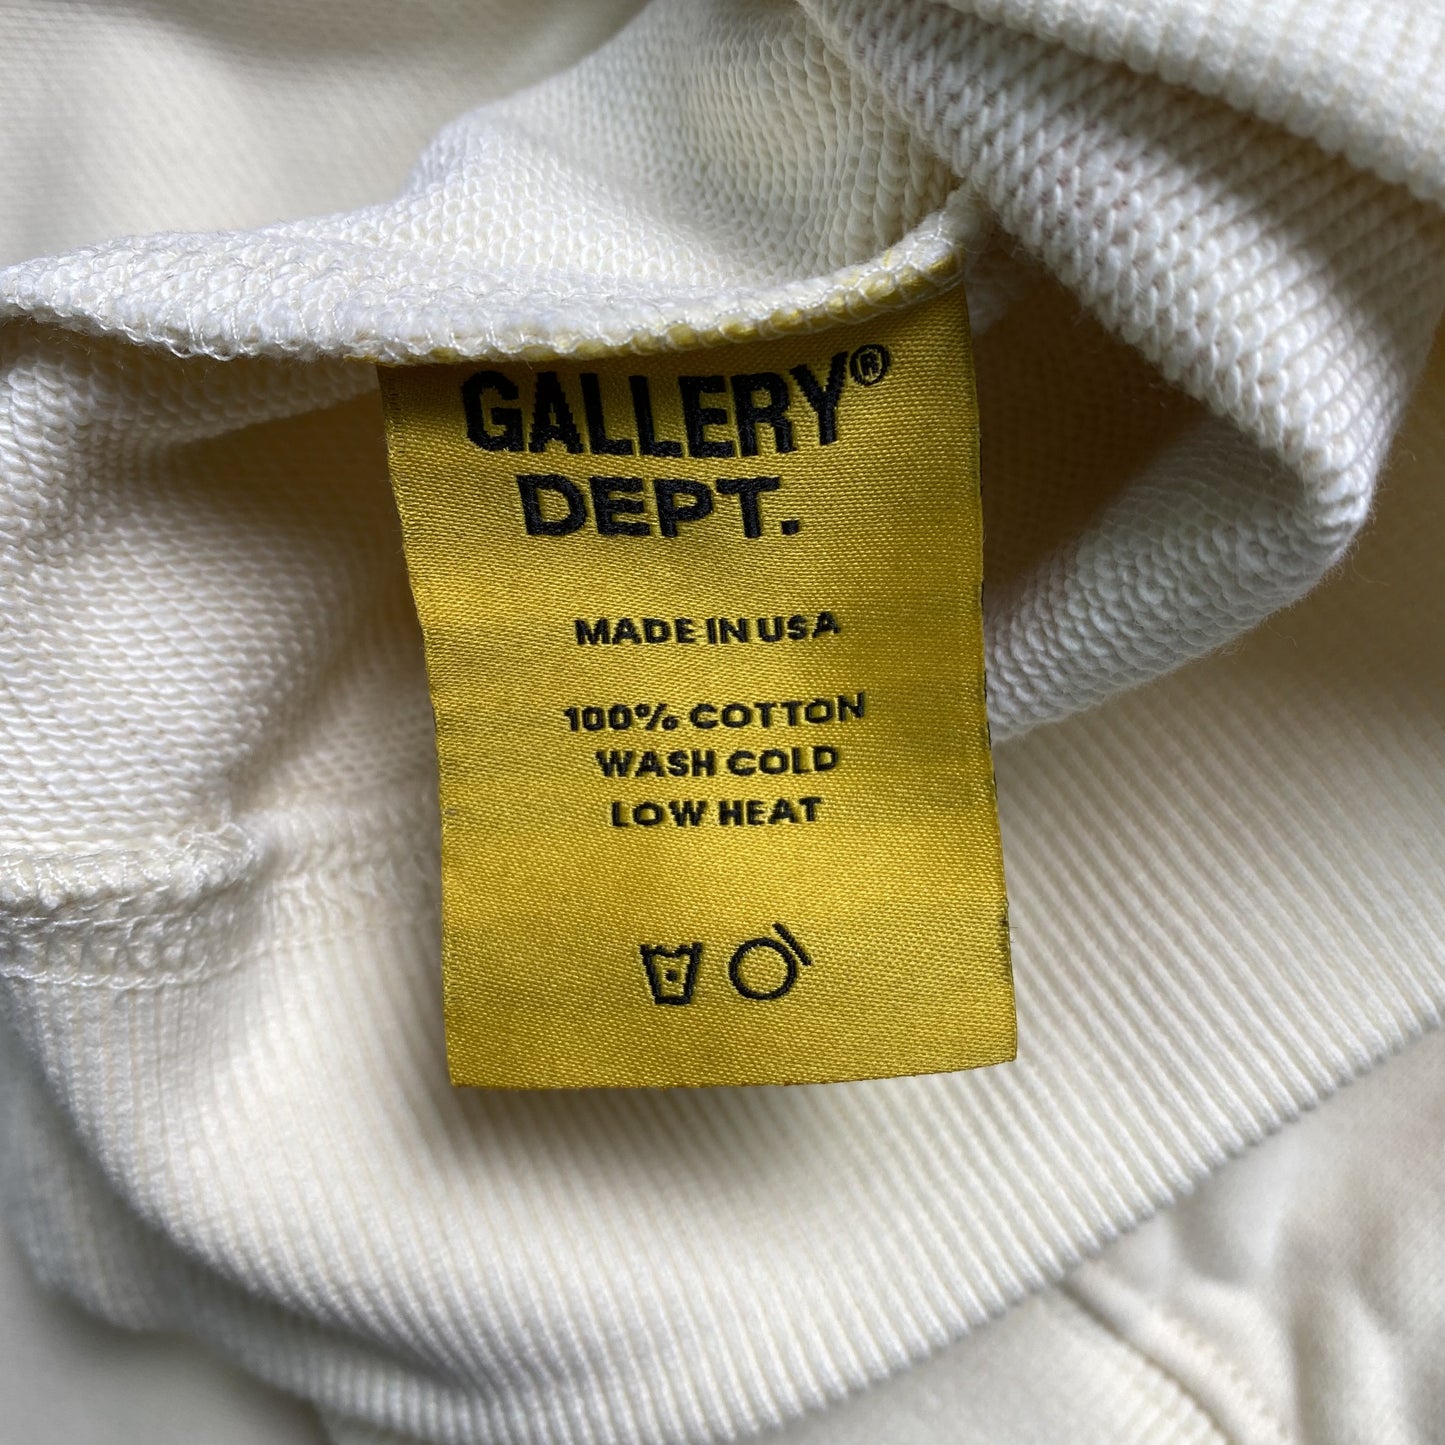 GALLERY®
DEPT.
MADE IN USA
100% COTTON
WASH COLD
LOW HEAT